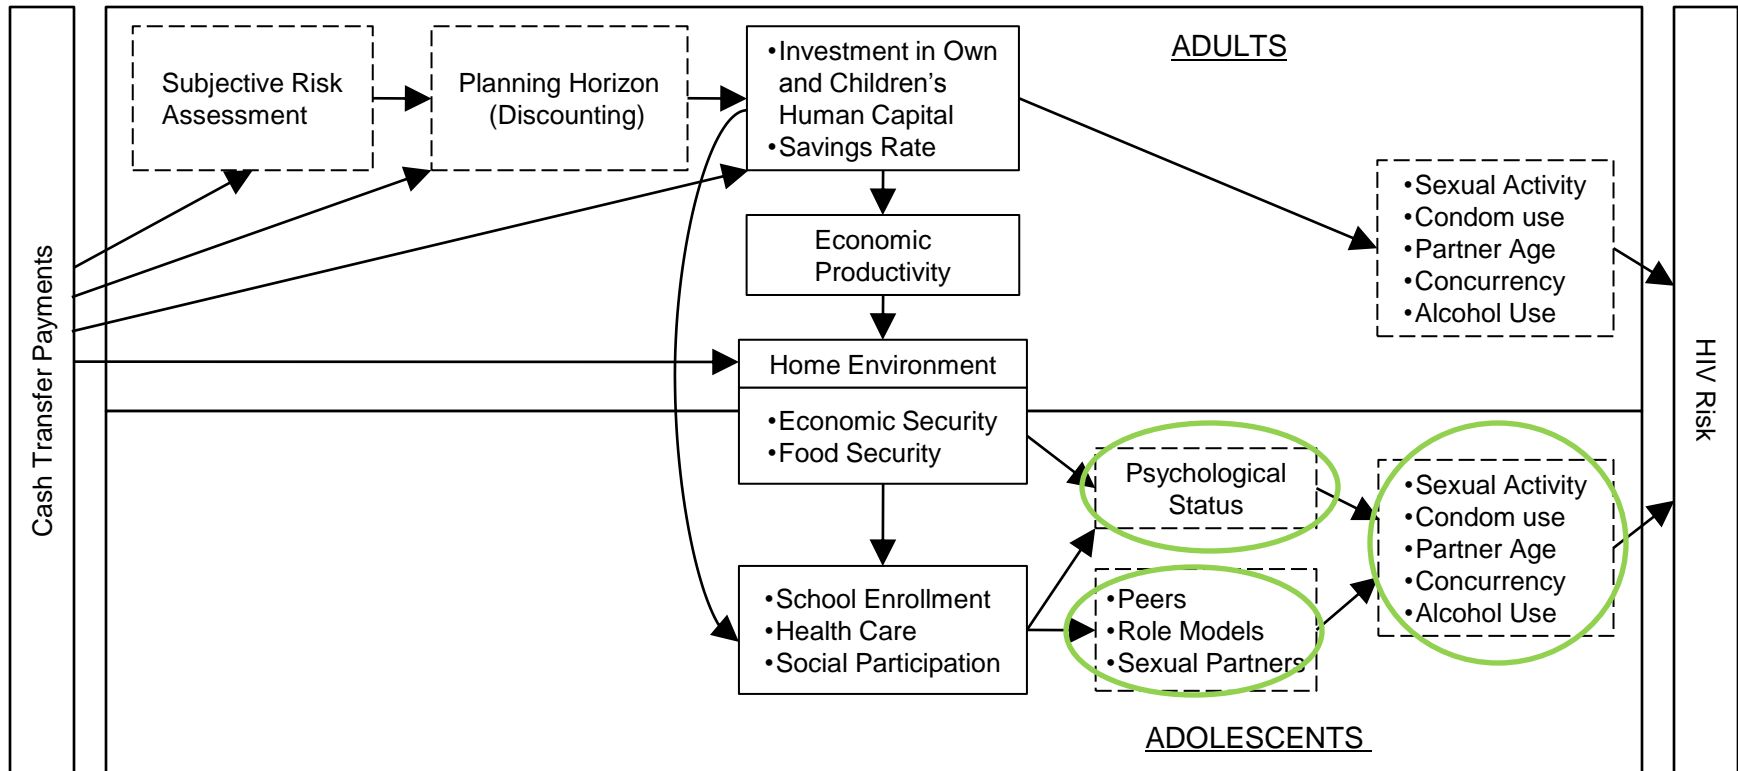 Cash Transfer Payments
Subjective Risk
Assessment
Planning Horizon
(Discounting)
•Investment in Own
and Children's
Human Capital
•Savings Rate
ADULTS
Economic
Productivity
Home Environment
•Economic Security
•Food Security
•School Enrollment
•Health Care
•Social Participation
•Sexual Activity
•Condom use
•Partner Age
•Concurrency
•Alcohol Use
Psychological
Status
•Peers
•Role Models
•Sexual Partners
•Sexual Activity
•Condom use
•Partner Age
•Concurrency
•Alcohol Use
ADOLESCENTS
HIV Risk